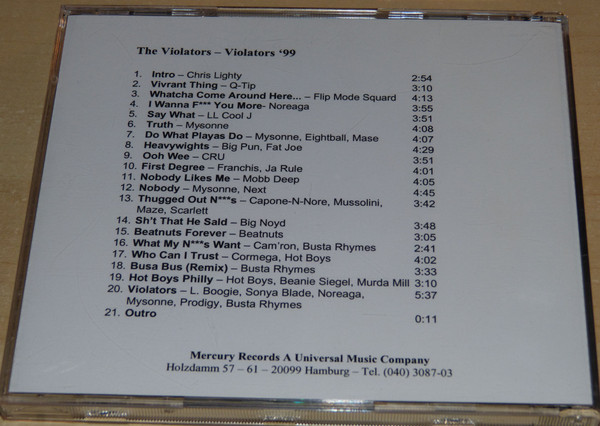 The Violators – Violators ‘99
1. Intro – Chris Lighty 2:54
2. Vivrant Thing – Q-Tip 3:10
3. Whatcha Come Around Here... – Flip Mode Squard 4:13
4. I Wanna F*** You More- Noreaga 3:55
5. Say What – LL Cool J 3:51
6. Truth – Mysonne 4:08
7. Do What Playas Do – Mysonne, Eightball, Mase 4:07
8. Heavywights – Big Pun, Fat Joe 4:29
9. Ooh Wee – CRU 3:51
10. First Degree – Franchis, Ja Rule 4:01
11. Nobody Likes Me – Mobb Deep 4:05
12. Nobody – Mysonne, Next 4:45
13. Thugged Out N***s – Capone-N-Nore, Mussolini, 3:42
Maze, Scarlett
14. Sh't That He Sald – Big Noyd 3:48
15. Beatnuts Forever – Beatnuts 3:05
16. What My N***s Want – Cam'ron, Busta Rhymes 2:41
17. Who Can I Trust – Cormega, Hot Boys 4:02
18. Busa Bus (Remix) – Busta Rhymes 3:33
19. Hot Boys Philly – Hot Boys, Beanie Siegel, Murda Mill 3:10
20. Violators – L. Boogie, Sonya Blade, Noreaga, 5:37
Mysonne, Prodigy, Busta Rhymes
21. Outro 0:11
Mercury Records A Universal Music Company
Holzdamm 57 – 61 – 20099 Hamburg – Tel. (040) 3087-03